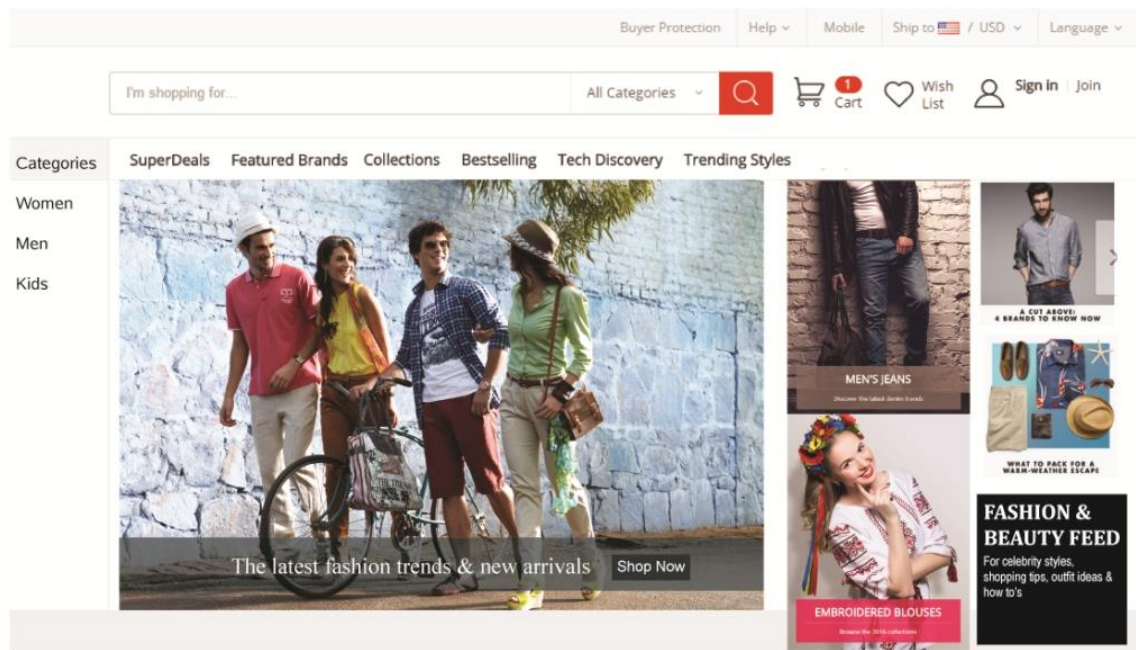 Buyer Protection
Help
Mobile
Ship to / USD
Language
I'm shopping for...
All Categories
1
Cart
Wish
List
Sign in
Join
Categories
SuperDeals
Featured Brands
Collections
Bestselling
Tech Discovery
Trending Styles
Women
Men
Kids
The latest fashion trends & new arrivals
Shop Now
MEN'S JEANS
Discover the latest denim trends
EMBROIDERED BLOUSES
Browse the 2016 collections
A CUT ABOVE:
4 BRANDS TO KNOW NOW
WHAT TO PACK FOR A
WARM-WEATHER ESCAPE
FASHION &
BEAUTY FEED
For celebrity styles,
shopping tips, outfit ideas &
how to's